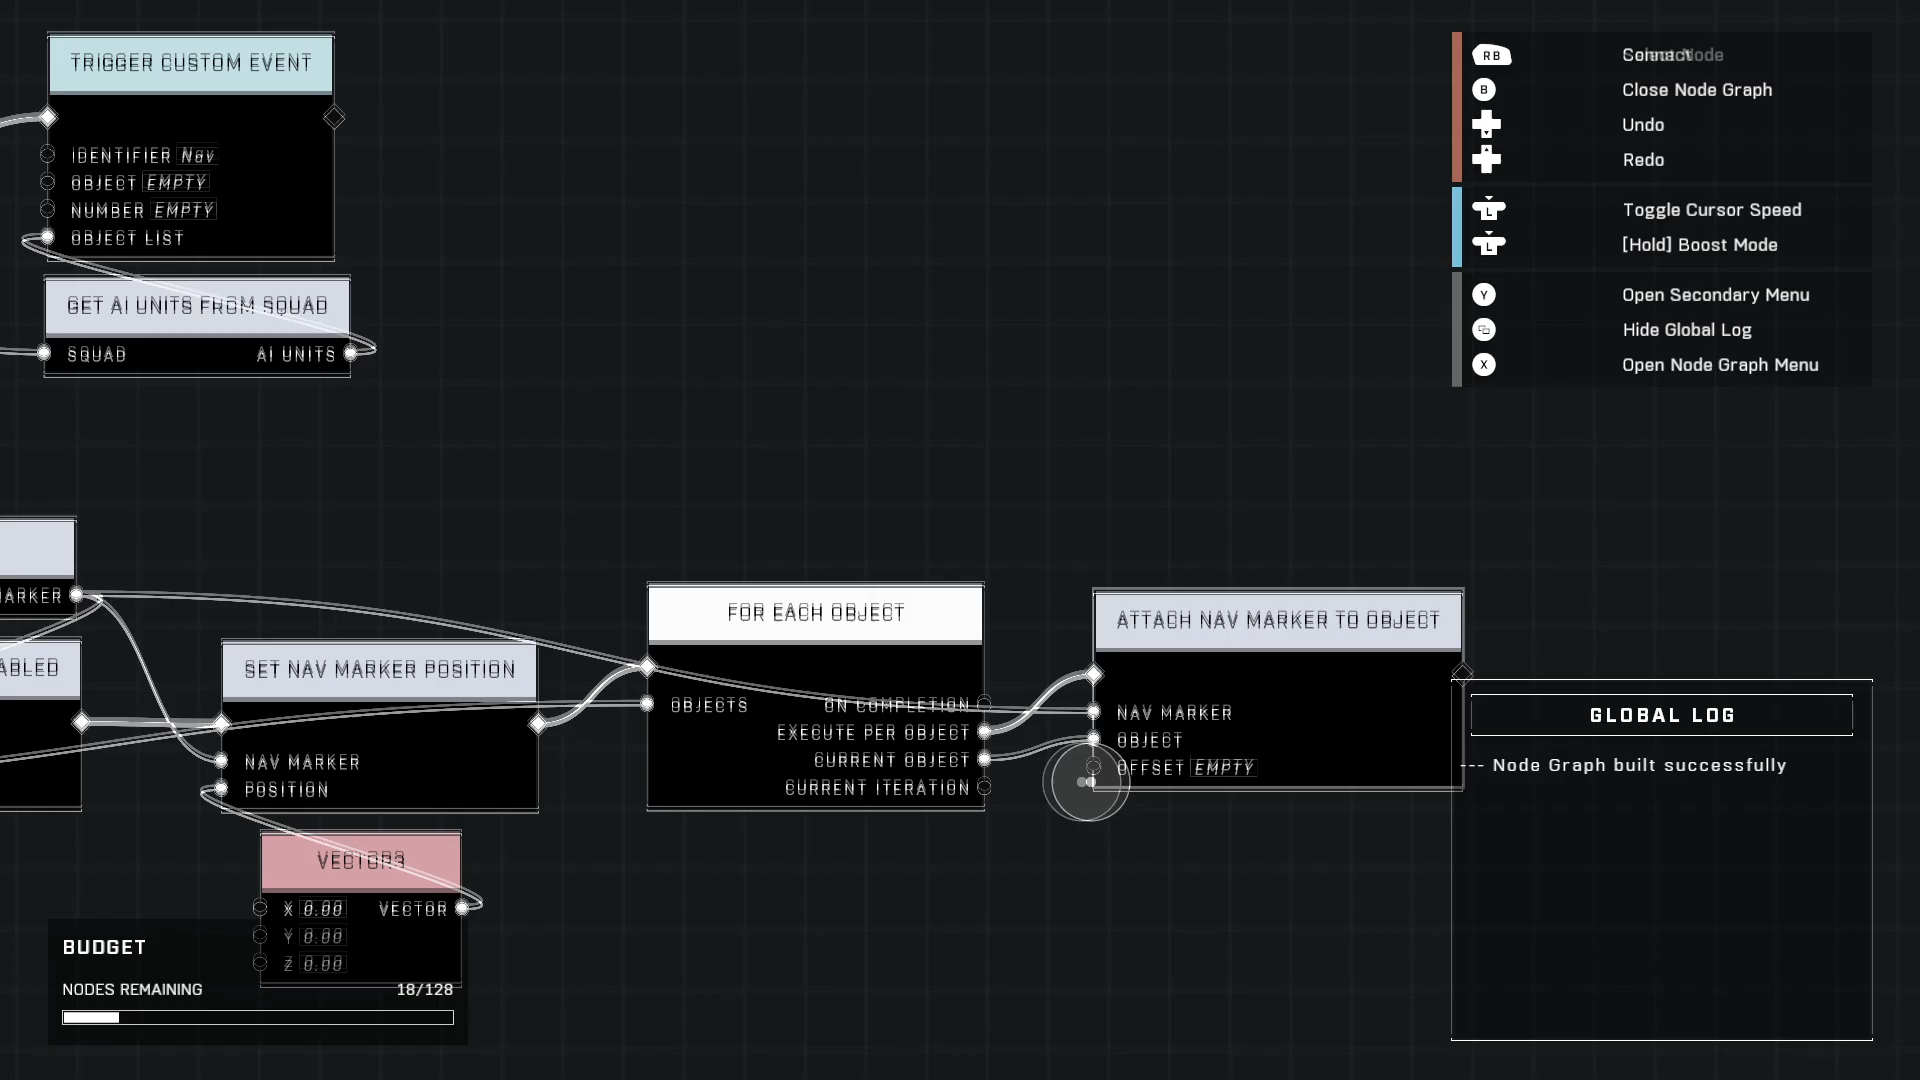 TRIGGER CUSTOM EVENT
IDENTIFIER Nav
OBJECT EMPTY
NUMBER EMPTY
OBJECT LIST
GET AI UNITS FROM SQUAD
SQUAD AI UNITS
RB
B Close Node Graph
Undo
Redo
L Toggle Cursor Speed
L [Hold] Boost Mode
Y Open Secondary Menu
Hide Global Log
X Open Node Graph Menu
ARKER
ABLED
SET NAV MARKER POSITION
NAV MARKER
POSITION
VECTOR3
X 0.00 VECTOR
Y 0.00
Z 0.00
FOR EACH OBJECT
OBJECTS ON COMPLETION
EXECUTE PER OBJECT
CURRENT OBJECT
CURRENT ITERATION
ATTACH NAV MARKER TO OBJECT
NAV MARKER
OBJECT
OFFSET EMPTY
GLOBAL LOG
--- Node Graph built successfully
BUDGET
NODES REMAINING 18/128